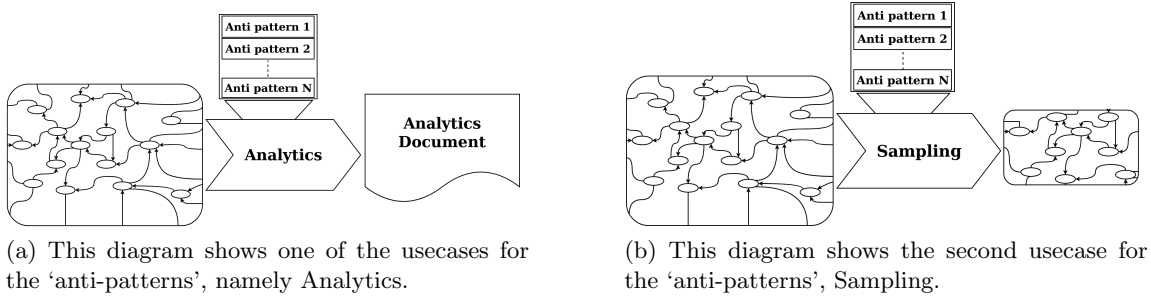 Anti pattern 1
Anti pattern 2
Anti pattern N
Analytics
Analytics
Document
(a) This diagram shows one of the usecases for
the ‘anti-patterns’, namely Analytics.
Anti pattern 1
Anti pattern 2
Anti pattern N
Sampling
(b) This diagram shows the second usecase for
the ‘anti-patterns’, Sampling.